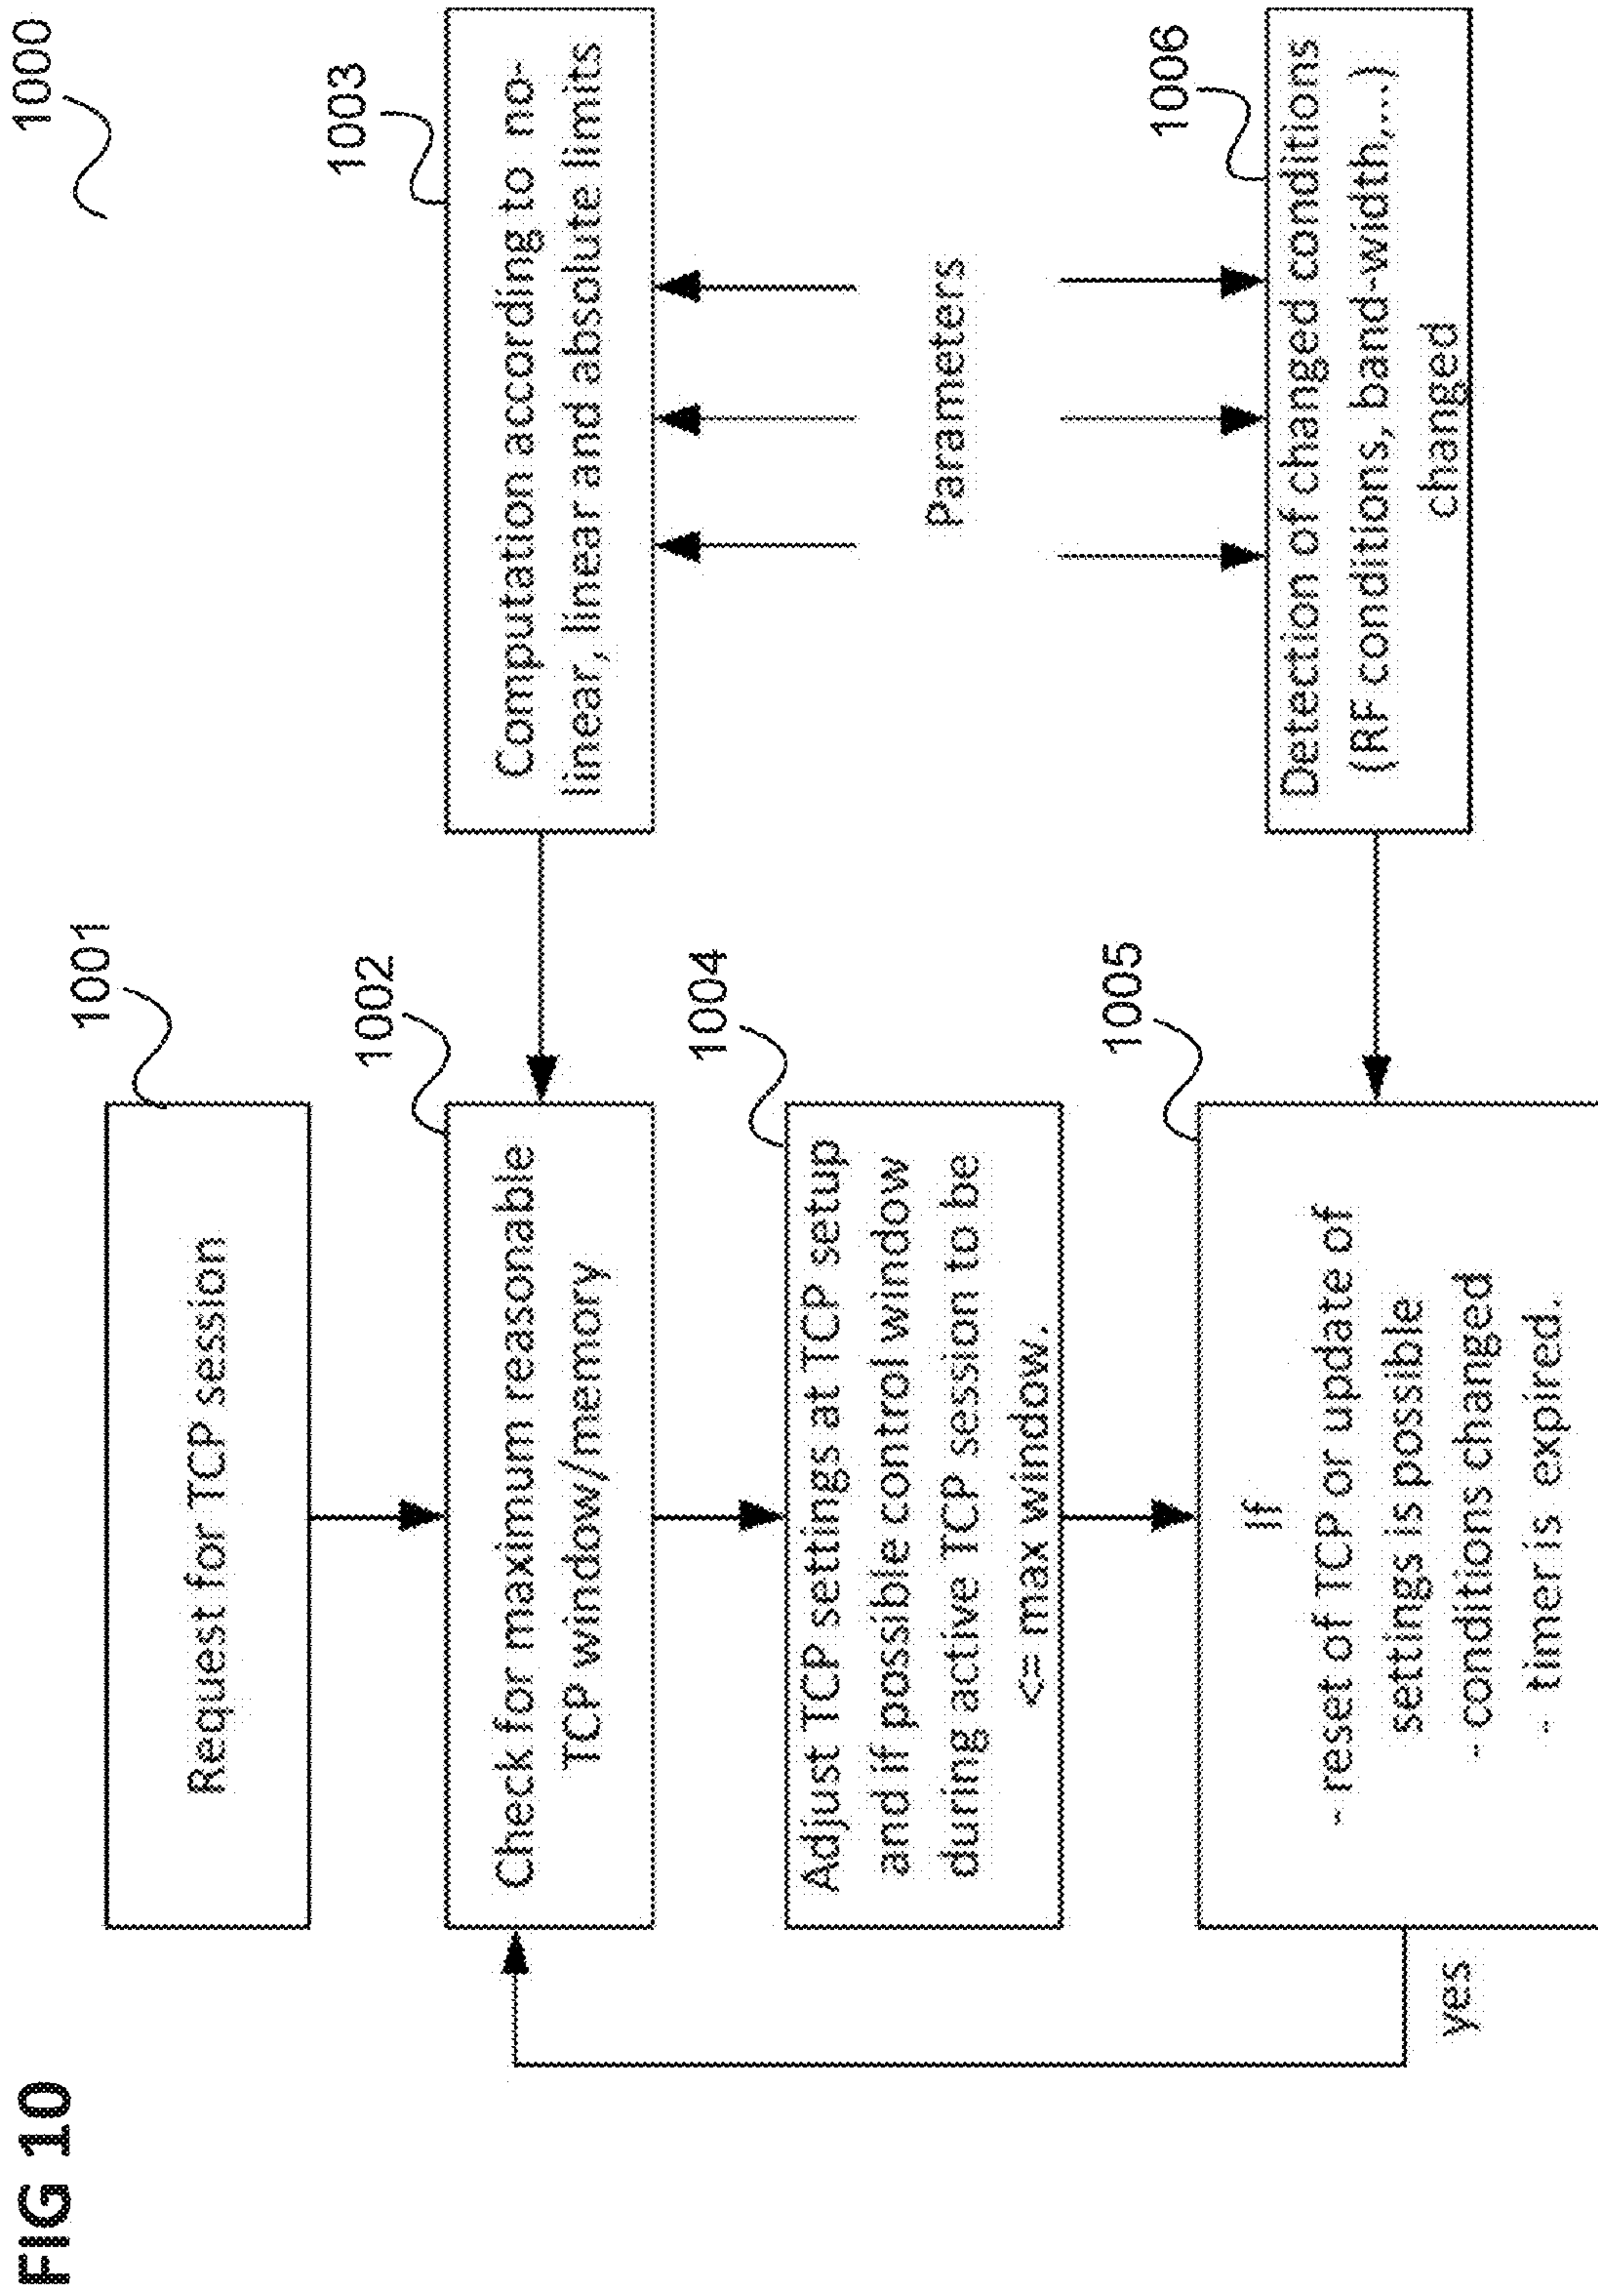 FIG 10
1000
1001
Request for TCP session
1002
Check for maximum reasonable
TCP window/memory
1003
Computation according to no-
linear, linear and absolute limits
1004
Adjust TCP settings at TCP setup
and if possible control window
during active TCP session to be
<= max window.
Parameters
1005
If
- reset of TCP or update of
settings is possible
- conditions changed
- timer is expired.
1006
Detection of changed conditions
(RF conditions, band-width,...)
changed
yes